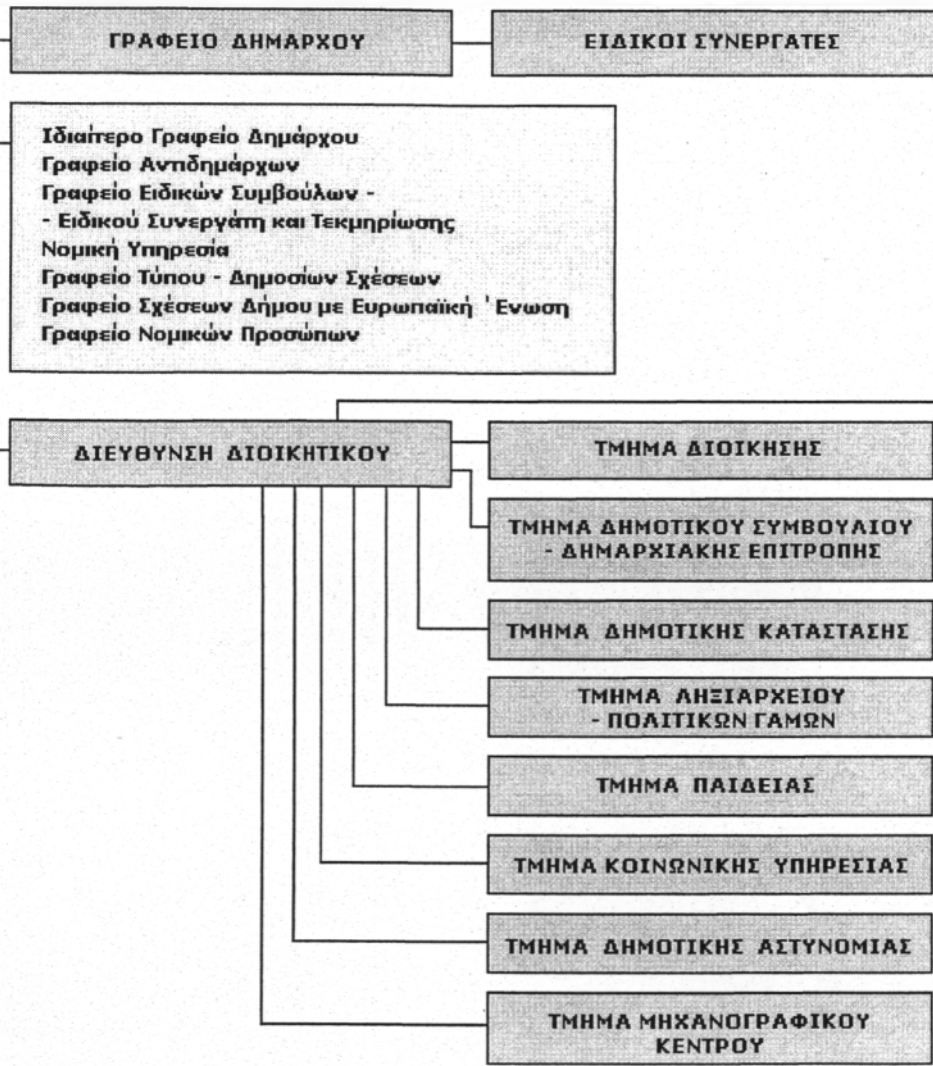 ΓΡΑΦΕΙΟ ΔΗΜΑΡΧΟΥ
ΕΙΔΙΚΟΙ ΣΥΝΕΡΓΑΤΕΣ
Ιδιαίτερο Γραφείο Δημάρχου
Γραφείο Αντιδημάρχων
Γραφείο Ειδικών Συμβούλων -
- Ειδικού Συνεργάτη και Τεκμηρίωσης
Νομική Υπηρεσία
Γραφείο Τύπου - Δημοσίων Σχέσεων
Γραφείο Σχέσεων Δήμου με Ευρωπαϊκή ΄Ενωση
Γραφείο Νομικών Προσώπων
ΔΙΕΥΘΥΝΣΗ ΔΙΟΙΚΗΤΙΚΟΥ
ΤΜΗΜΑ ΔΙΟΙΚΗΣΗΣ
ΤΜΗΜΑ ΔΗΜΟΤΙΚΟΥ ΣΥΜΒΟΥΛΙΟΥ
- ΔΗΜΑΡΧΙΑΚΗΣ ΕΠΙΤΡΟΠΗΣ
ΤΜΗΜΑ ΔΗΜΟΤΙΚΗΣ ΚΑΤΑΣΤΑΣΗΣ
ΤΜΗΜΑ ΛΗΞΙΑΡΧΕΙΟΥ
- ΠΟΛΙΤΙΚΩΝ ΓΑΜΩΝ
ΤΜΗΜΑ ΠΑΙΔΕΙΑΣ
ΤΜΗΜΑ ΚΟΙΝΩΝΙΚΗΣ ΥΠΗΡΕΣΙΑΣ
ΤΜΗΜΑ ΔΗΜΟΤΙΚΗΣ ΑΣΤΥΝΟΜΙΑΣ
ΤΜΗΜΑ ΜΗΧΑΝΟΓΡΑΦΙΚΟΥ
ΚΕΝΤΡΟΥ